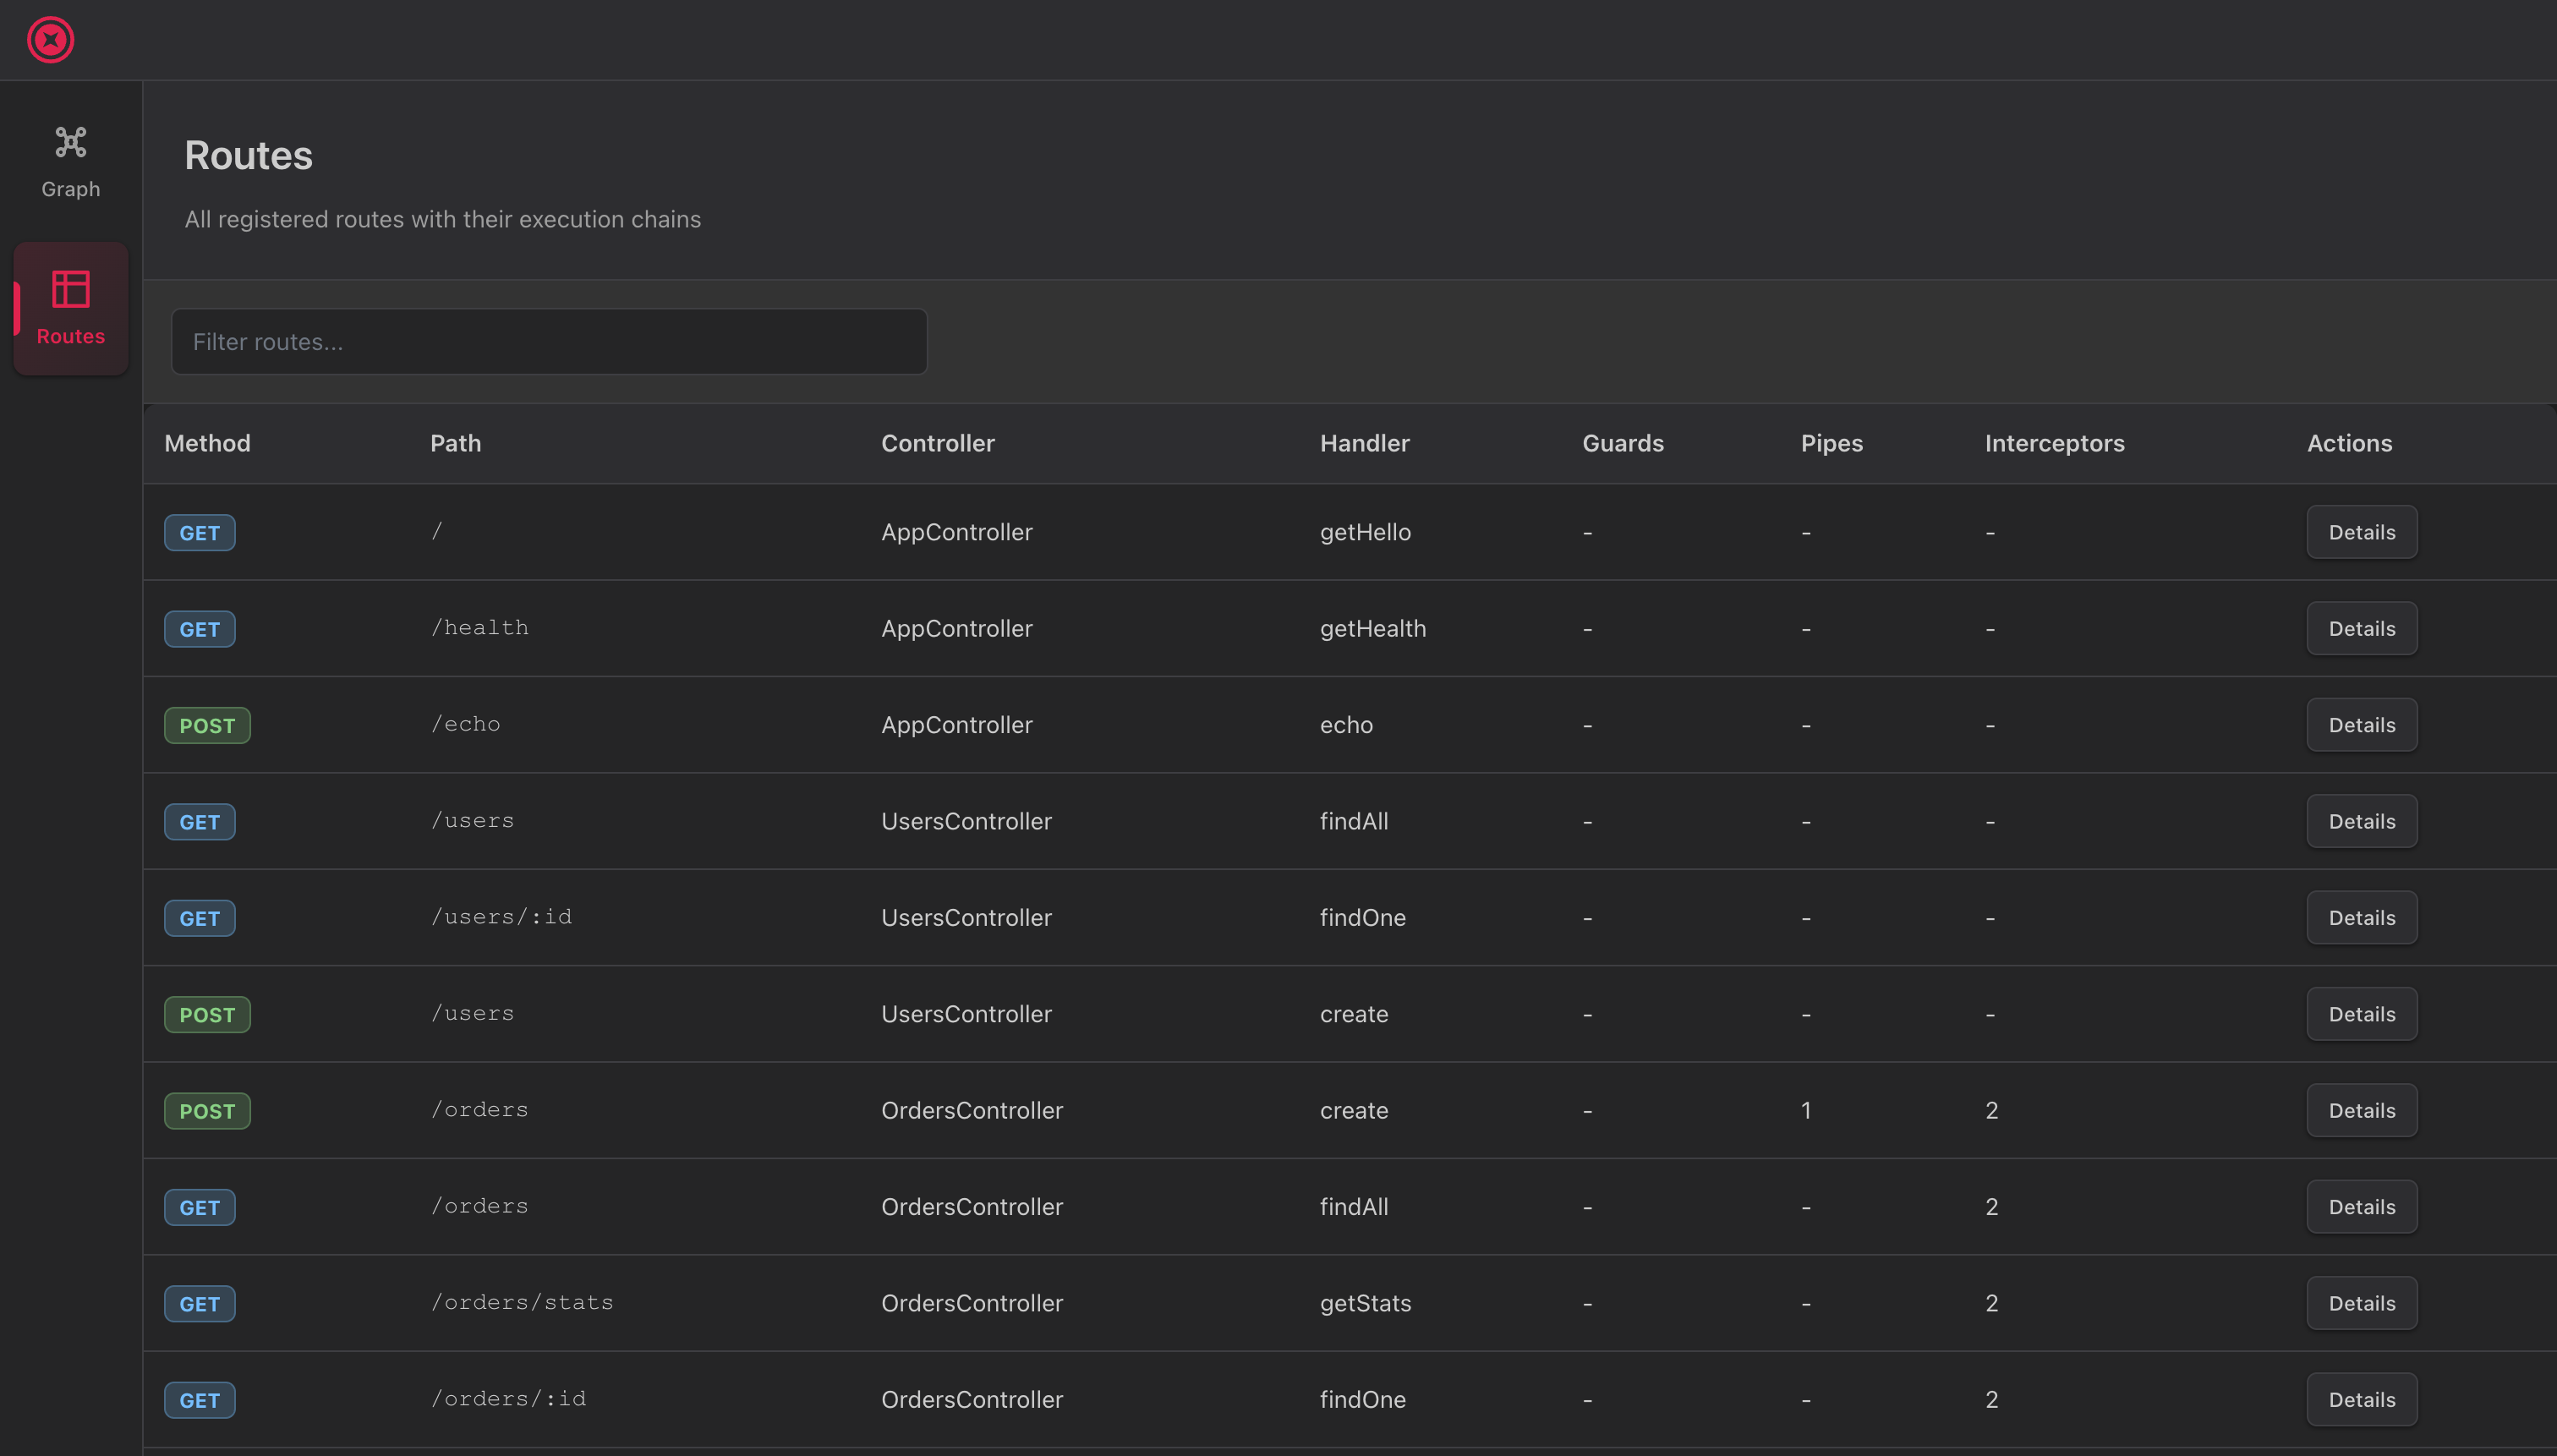 Graph
Routes
Routes
All registered routes with their execution chains
Filter routes...
Method Path Controller Handler Guards Pipes Interceptors Actions
GET / AppController getHello - - - Details
GET /health AppController getHealth - - - Details
POST /echo AppController echo - - - Details
GET /users UsersController findAll - - - Details
GET /users/:id UsersController findOne - - - Details
POST /users UsersController create - - - Details
POST /orders OrdersController create - 1 2 Details
GET /orders OrdersController findAll - - 2 Details
GET /orders/stats OrdersController getStats - - 2 Details
GET /orders/:id OrdersController findOne - - 2 Details